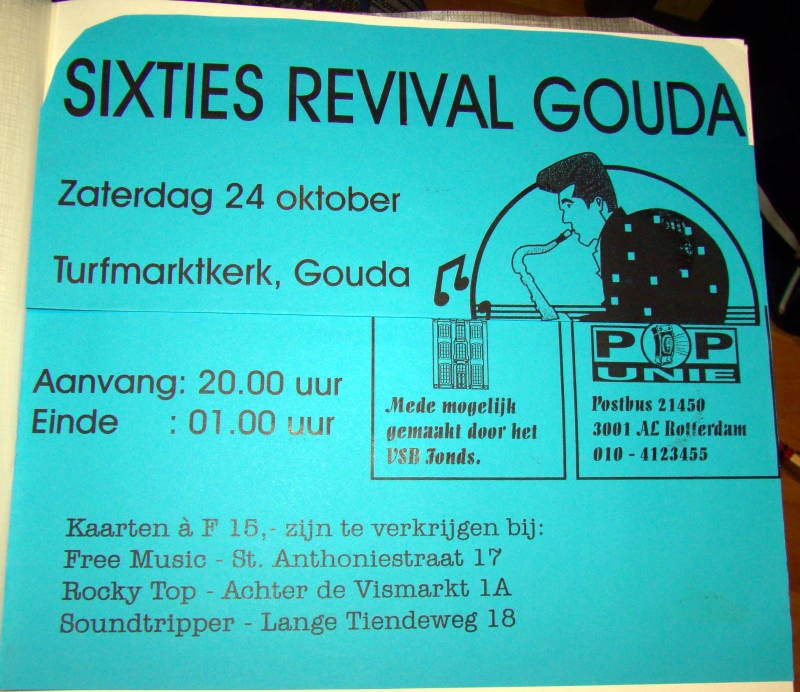 SIXTIES REVIVAL GOUDA
Zaterdag 24 oktober
Turfmarktkerk, Gouda
Aanvang: 20.00 uur
Einde : 01.00 uur
Mede mogelijk
gemaakt door het
VSB Fonds.
POP
UNIE
Postbus 21450
3001 AL Rotterdam
010 - 4123455
Kaarten à F 15,- zijn te verkrijgen bij:
Free Music - St. Anthoniestraat 17
Rocky Top - Achter de Vismarkt 1A
Soundtripper - Lange Tiendeweg 18